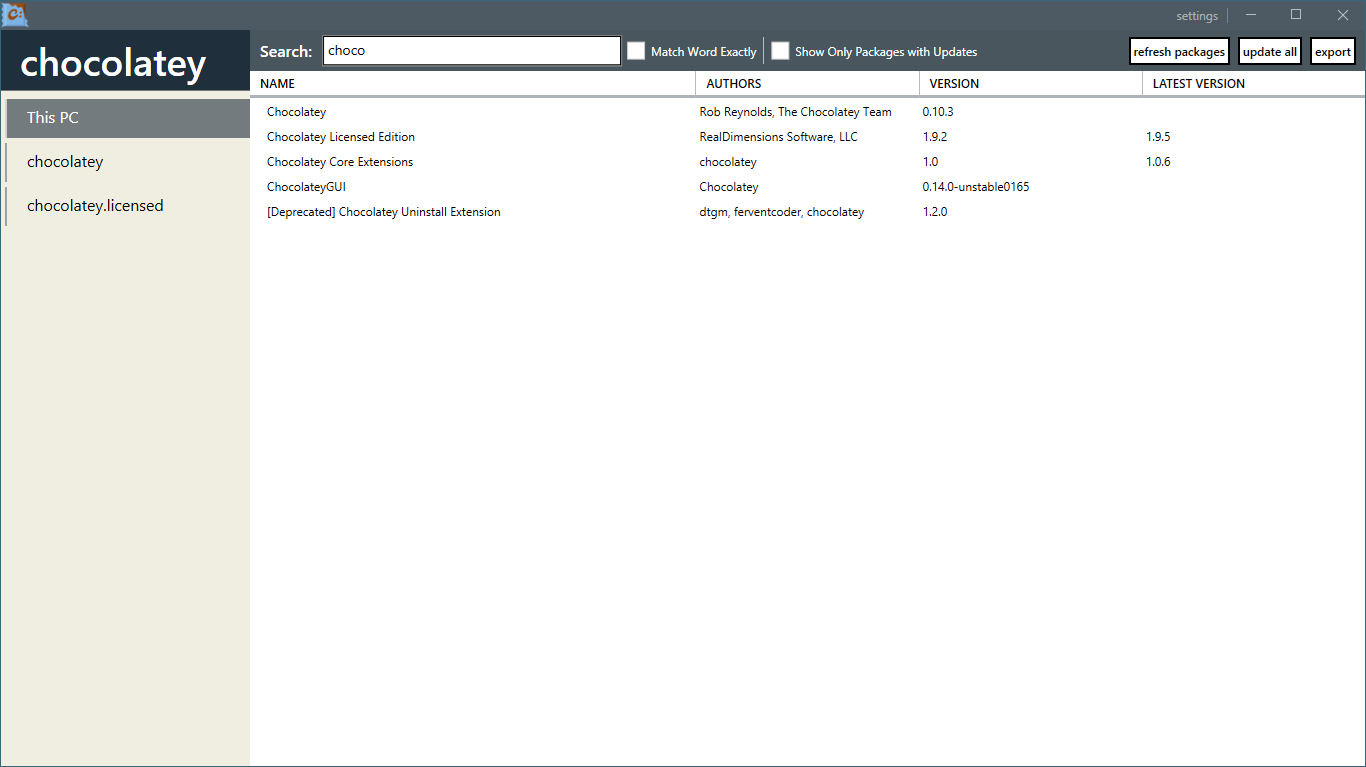 settings
chocolatey
Search: choco Match Word Exactly Show Only Packages with Updates refresh packages update all export
NAME AUTHORS VERSION LATEST VERSION
This PC
chocolatey
chocolatey.licensed
Chocolatey Rob Reynolds, The Chocolatey Team 0.10.3
Chocolatey Licensed Edition RealDimensions Software, LLC 1.9.2 1.9.5
Chocolatey Core Extensions chocolatey 1.0 1.0.6
ChocolateyGUI Chocolatey 0.14.0-unstable0165
[Deprecated] Chocolatey Uninstall Extension dtgm, ferventcoder, chocolatey 1.2.0